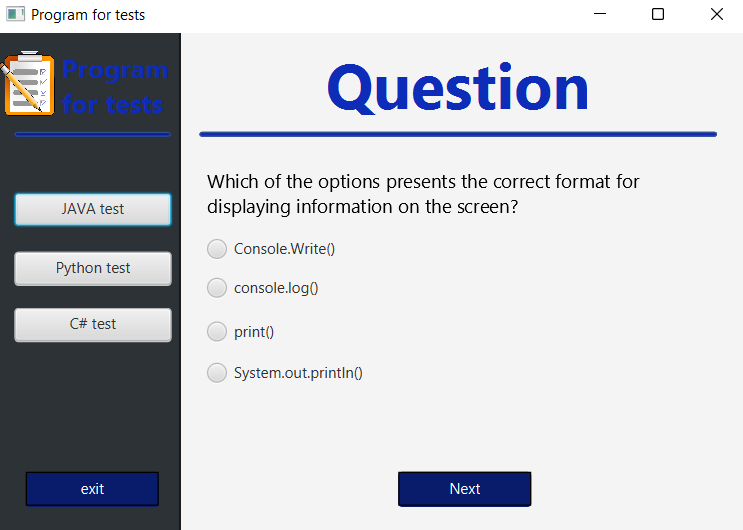 Program for tests
Program
for tests
JAVA test
Python test
C# test
exit
Question
Which of the options presents the correct format for
displaying information on the screen?
Console.Write()
console.log()
print()
System.out.println()
Next